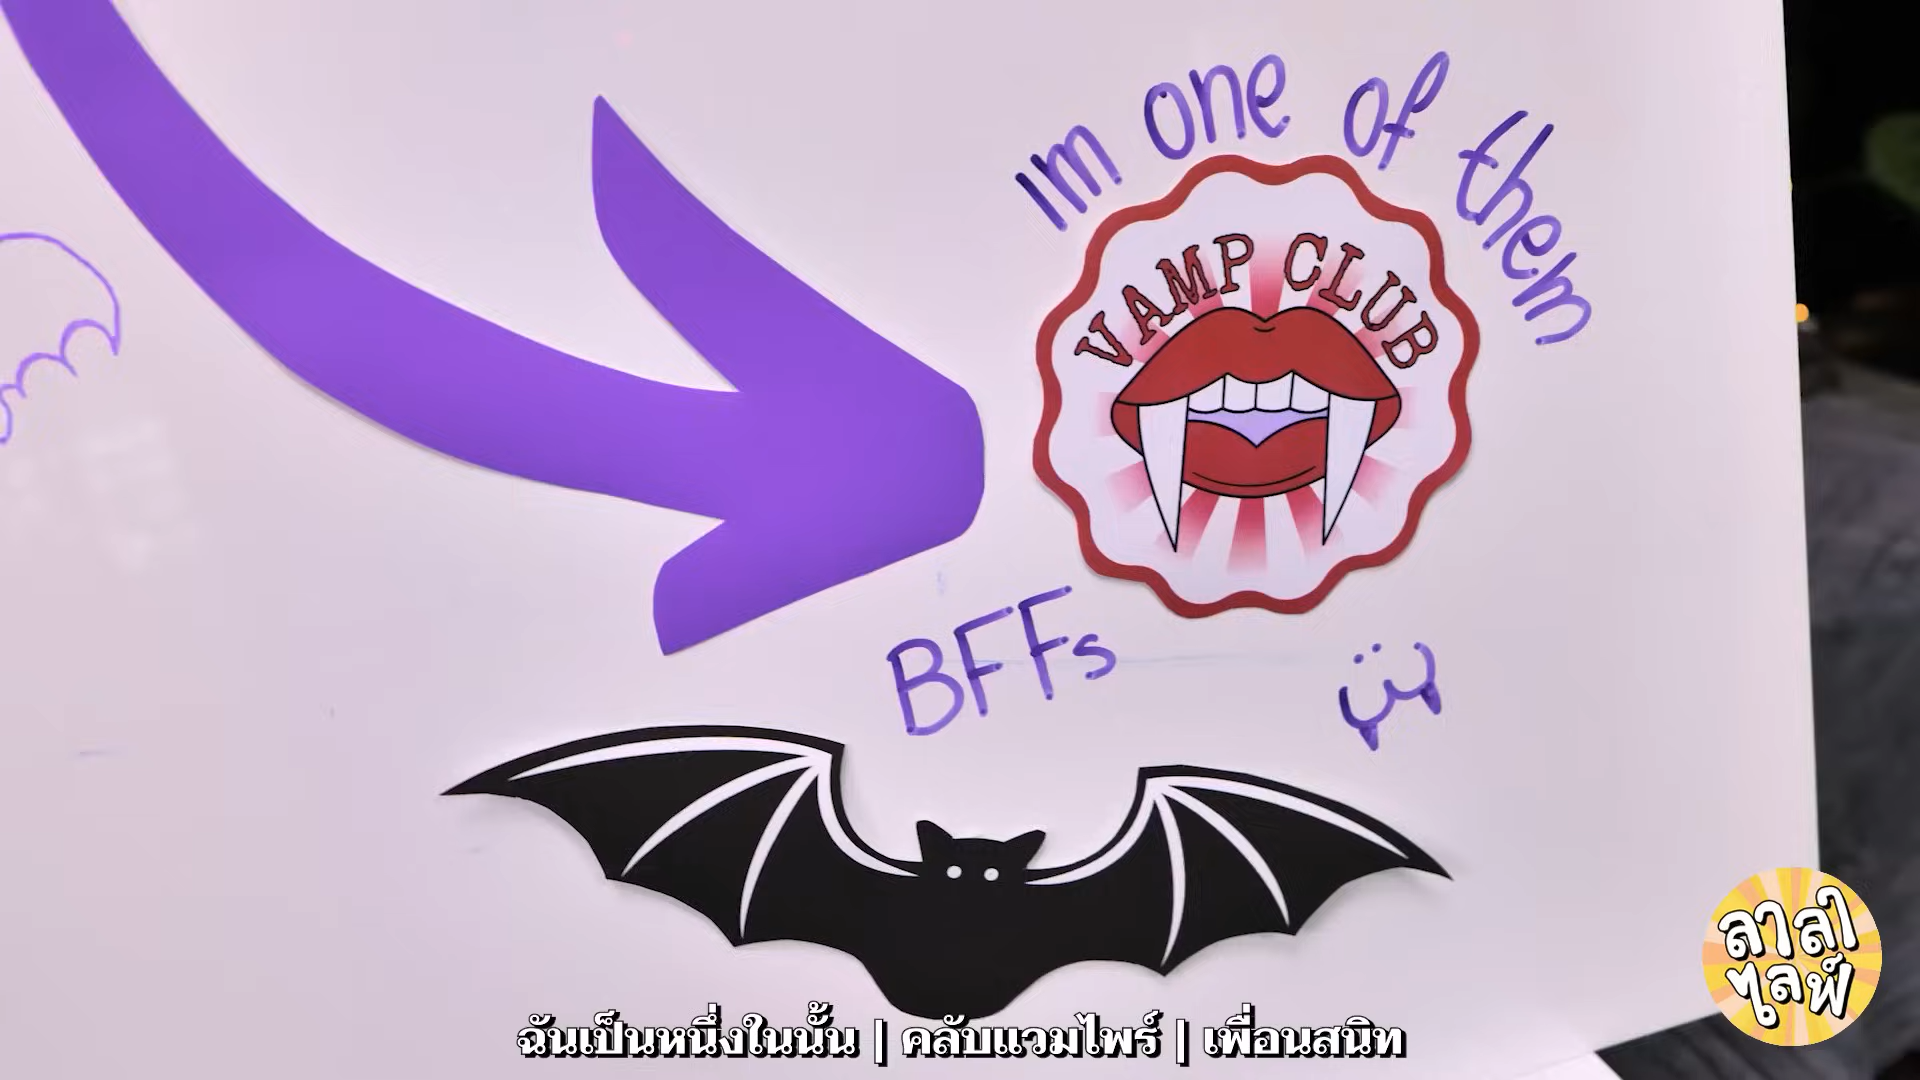 Im one of them
VAMP CLUB
BFFs
ลาลา
ไลฟ์
ฉันเป็นหนึ่งในนั้น | คลับแวมไพร์ | เพื่อนสนิท